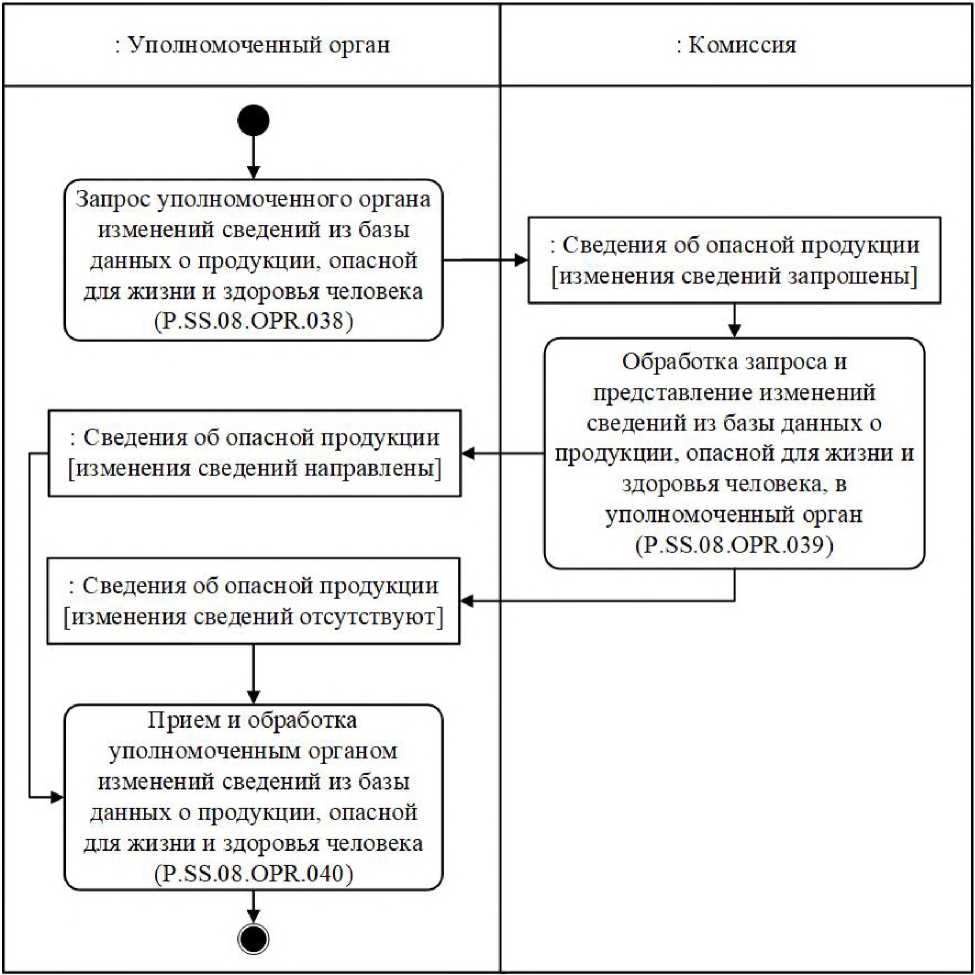 : Уполномоченный орган
: Комиссия
Запрос уполномоченного органа
изменений сведений из базы
данных о продукции, опасной
для жизни и здоровья человека
(P.SS.08.OPR.038)
: Сведения об опасной продукции
[изменения сведений запрошены]
Обработка запроса и
представление изменений
сведений из базы данных о
продукции, опасной для жизни и
здоровья человека, в
уполномоченный орган
(P.SS.08.OPR.039)
: Сведения об опасной продукции
[изменения сведений направлены]
: Сведения об опасной продукции
[изменения сведений отсутствуют]
Прием и обработка
уполномоченным органом
изменений сведений из базы
данных о продукции, опасной
для жизни и здоровья человека
(P.SS.08.OPR.040)